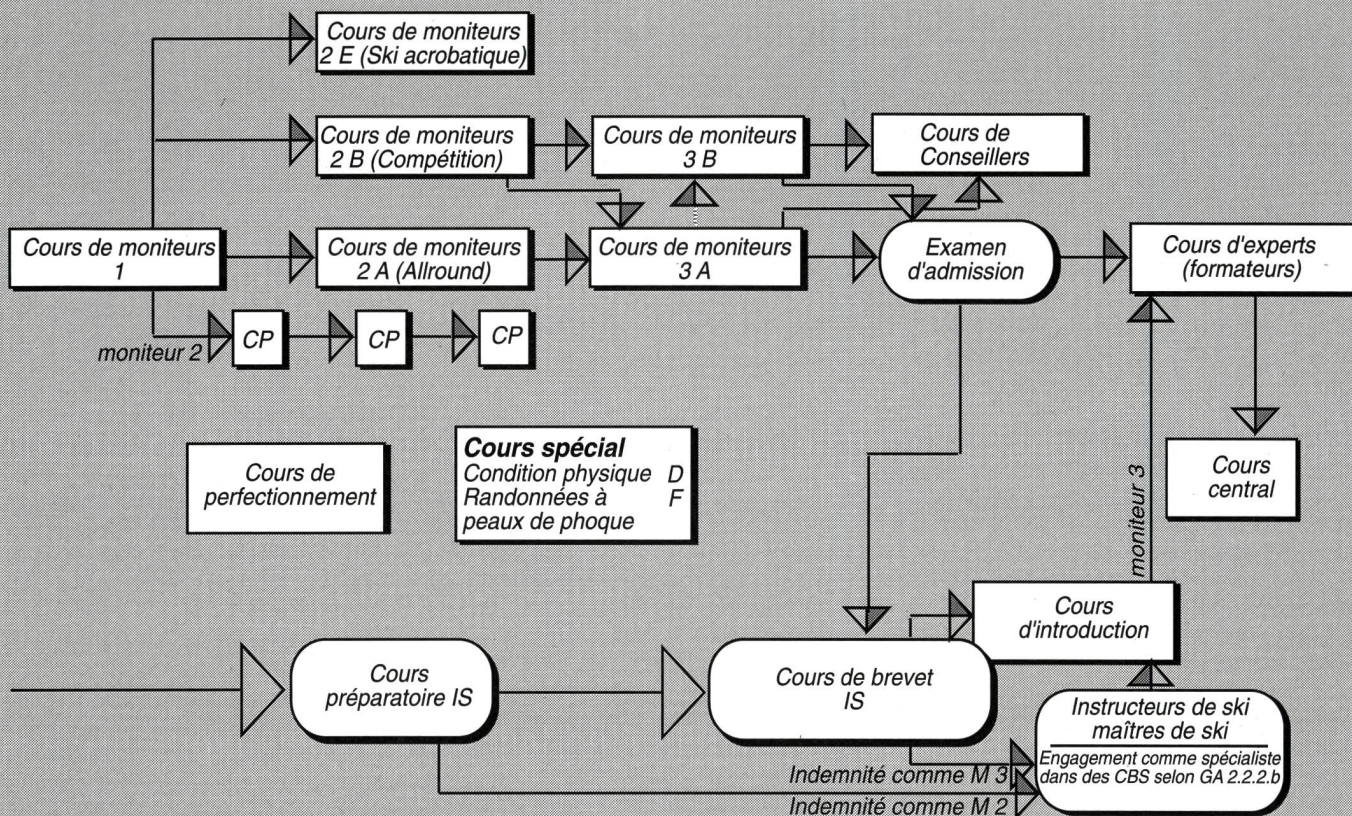 Cours de moniteurs
2 E (Ski acrobatique)
Cours de moniteurs
2 B (Compétition)
Cours de moniteurs
3 B
Cours de
Conseillers
Cours de moniteurs
1
Cours de moniteurs
2 A (Allround)
Cours de moniteurs
3 A
Examen
d'admission
Cours d'experts
(formateurs)
moniteur 2
CP
CP
CP
Cours de
perfectionnement
Cours spécial
Condition physique D
Randonnées à F
peaux de phoque
Cours
central
moniteur 3
Cours
d'introduction
Cours
préparatoire IS
Cours de brevet
IS
Instructeurs de ski
maîtres de ski
Engagement comme spécialiste
dans des CBS selon GA 2.2.2.b
Indemnité comme M 3
Indemnité comme M 2